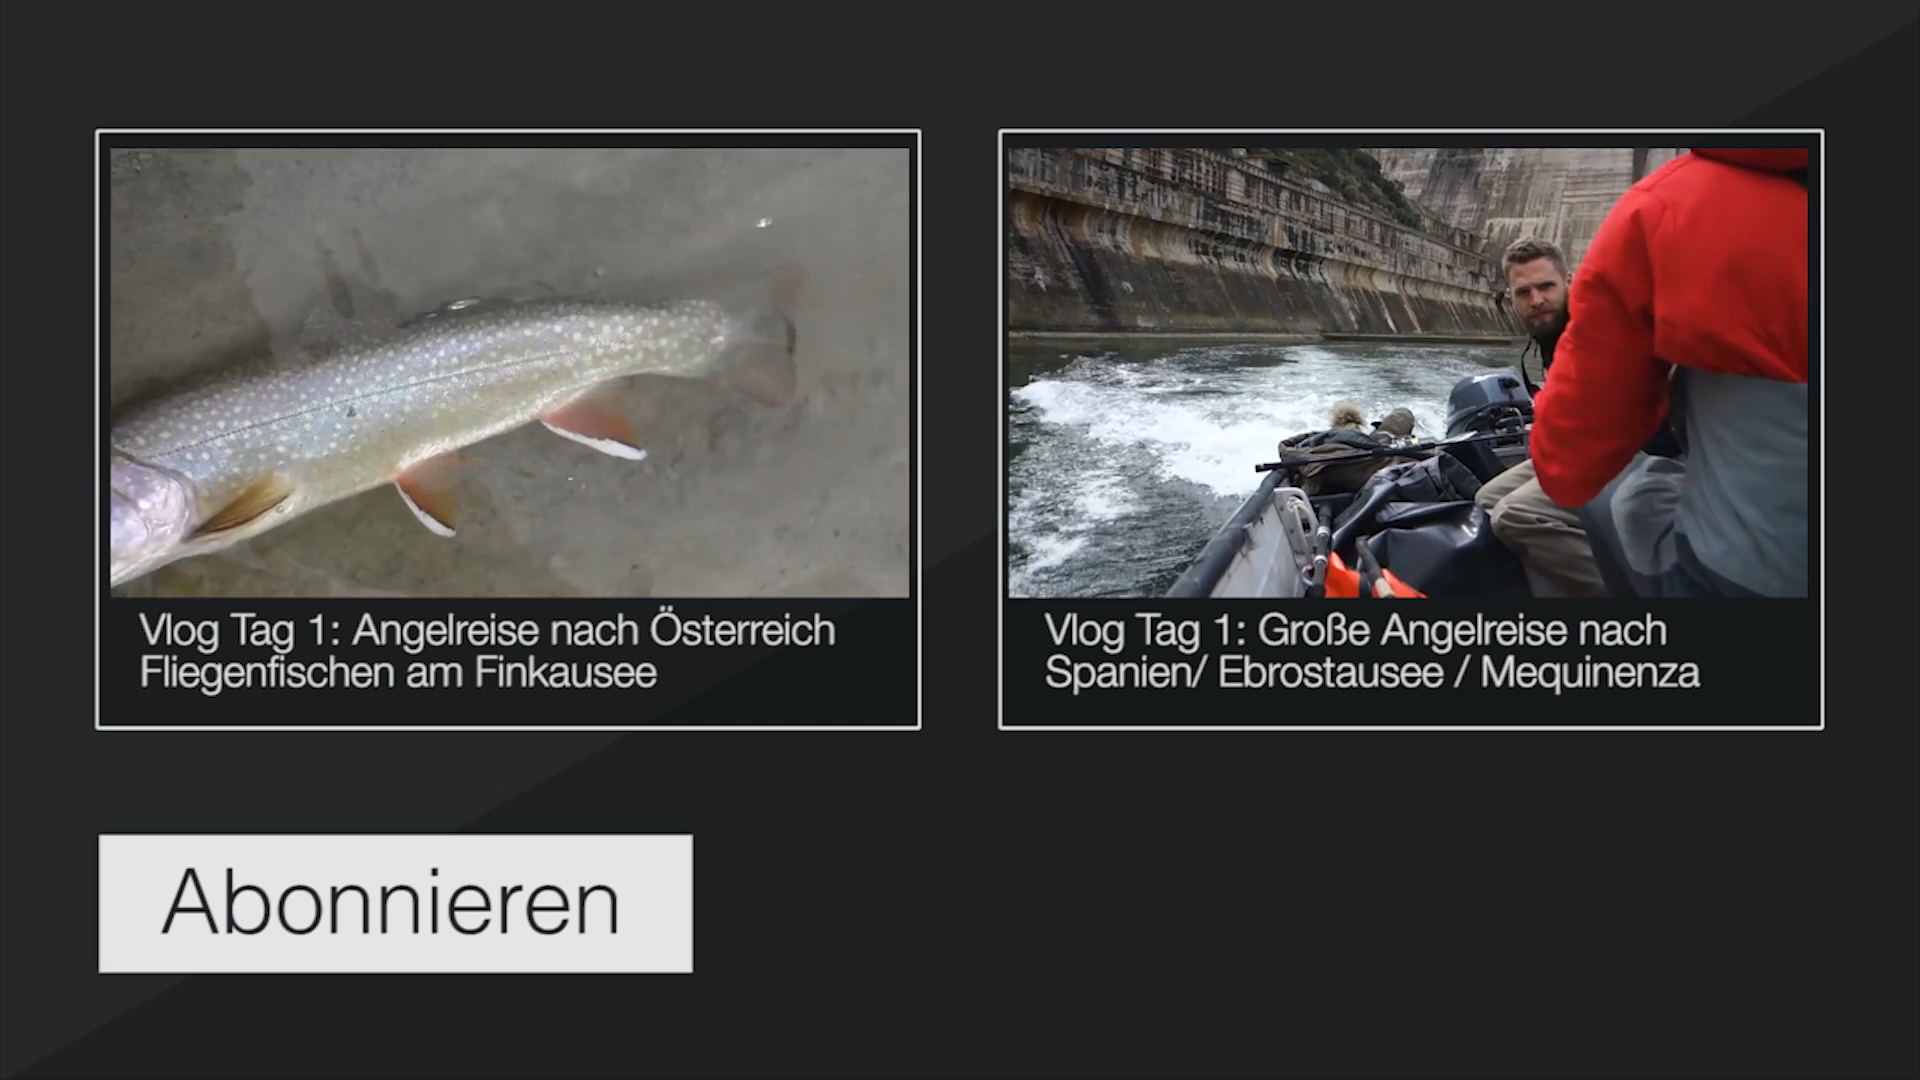 Vlog Tag 1: Angelreise nach Österreich
Fliegenfischen am Finkausee
Vlog Tag 1: Große Angelreise nach
Spanien/ Ebrostausee / Mequinenza
Abonnieren